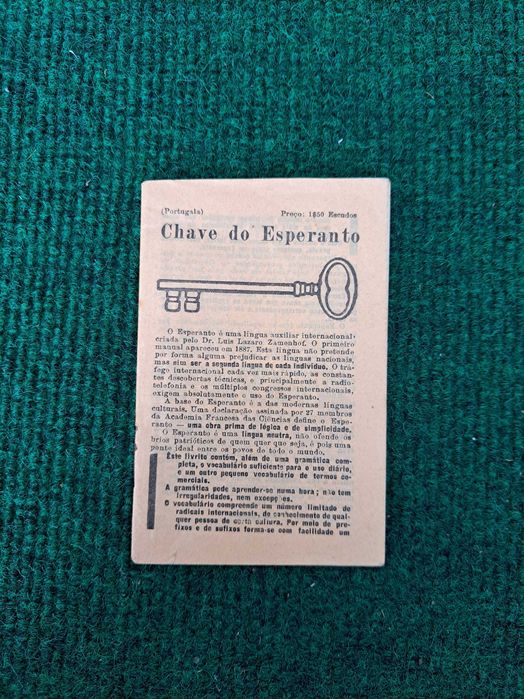 (Portugala) Preço: 1$50 Escudos
Chave do Esperanto
O Esperanto é uma língua auxiliar internacional
criada pelo Dr. Luis Lazaro Zamenhof. O primeiro
manual apareceu em 1887. Esta língua não pretende
por forma alguma prejudicar as línguas nacionais,
mas sim ser a segunda língua de cada indivíduo. O trá-
fego internacional cada vez mais rápido, as constan-
tes descobertas técnicas, e principalmente a radio-
telefonia e os múltiplos congressos internacionais,
exigem absolutamente o uso do Esperanto.
A base do Esperanto é a das modernas línguas
culturais. Uma declaração assinada por 27 membros
da Academia Francesa das Ciências define o Espe-
ranto — uma obra prima de lógica e de simplicidade.
O Esperanto é uma língua neutra, não ofende os
brios patrióticos de quem quer que seja, é pois uma
ponte ideal entre os povos de todo o mundo.
Este livrito contém, além de uma gramática com-
pleta, o vocabulário suficiente para o uso diário,
e um outro pequeno vocabulário de termos co-
merciais.
A gramática pode aprender-se numa hora; não tem
irregularidades, nem excepções.
O vocabulário compreende um número limitado de
radicais internacionais, de conhecimento de qual-
quer pessoa de certa cultura. Por meio de pre-
fixos e de sufixos forma-se com facilidade um